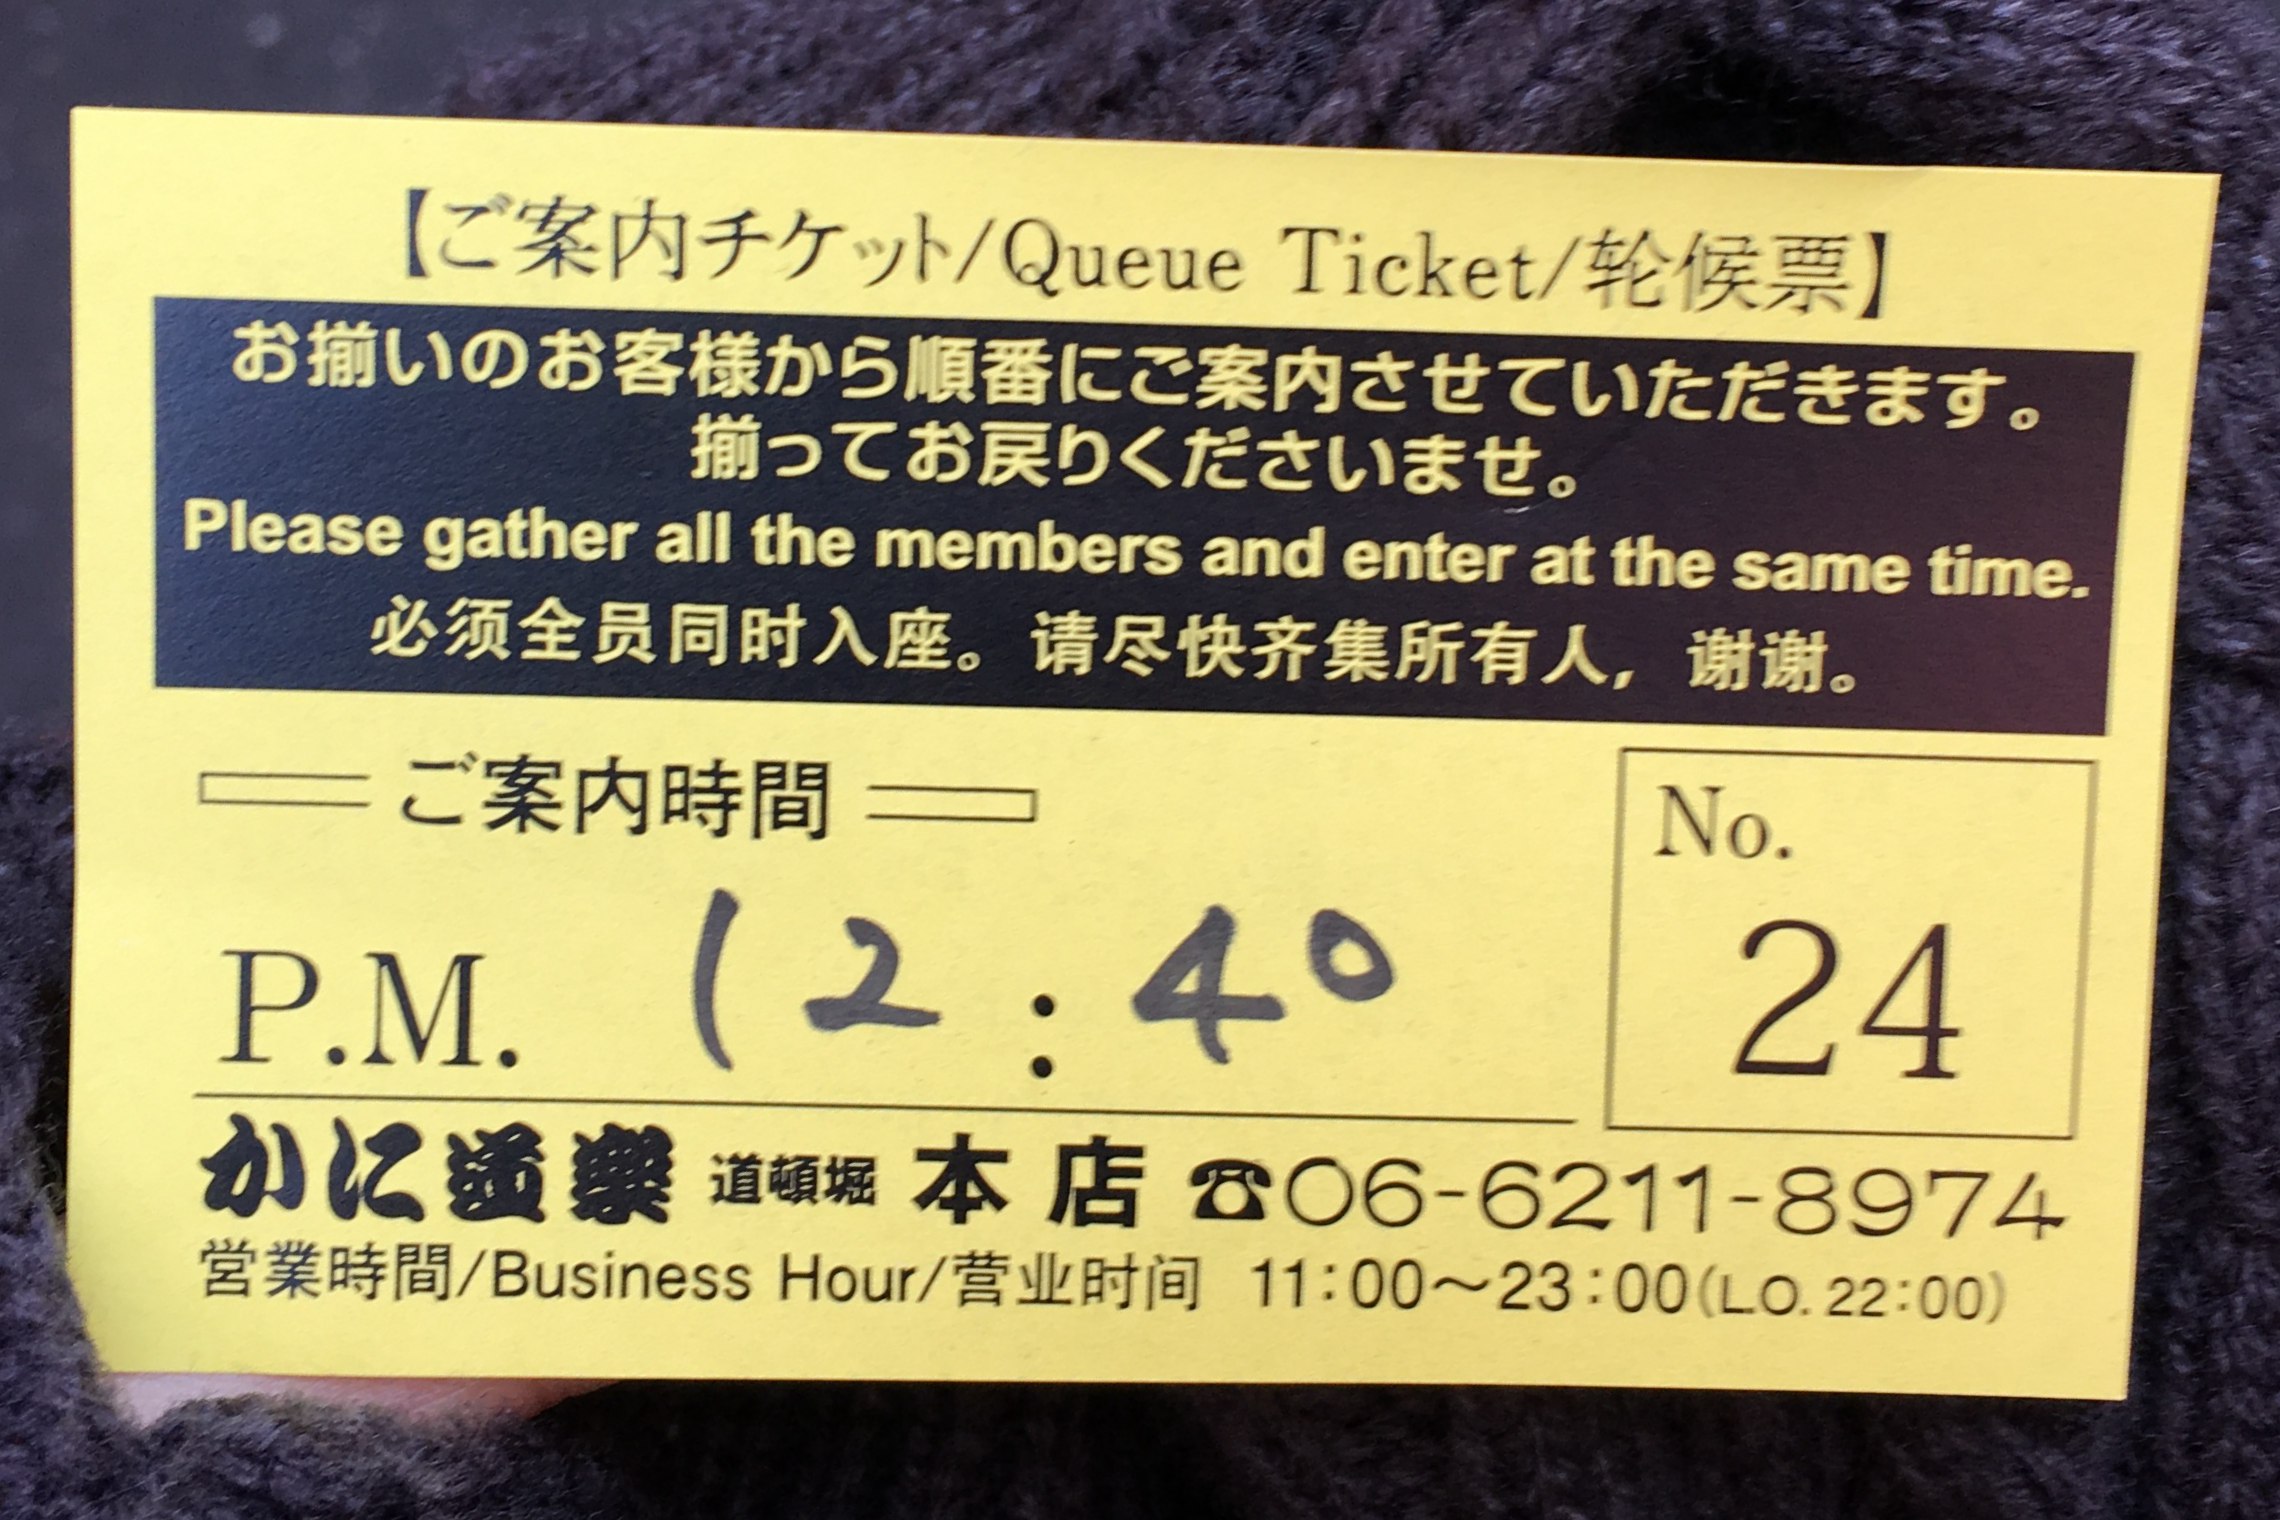 【ご案内チケット/Queue Ticket/轮候票】
お揃いのお客様から順番にご案内させていただきます。
揃ってお戻りくださいませ。
Please gather all the members and enter at the same time.
必须全员同时入座。请尽快齐集所有人，谢谢。
ご案内時間
No.
24
P.M. 12:40
かに道楽 道頓堀 本店 ☎06-6211-8974
営業時間/Business Hour/营业时间 11:00～23:00(LO. 22:00)